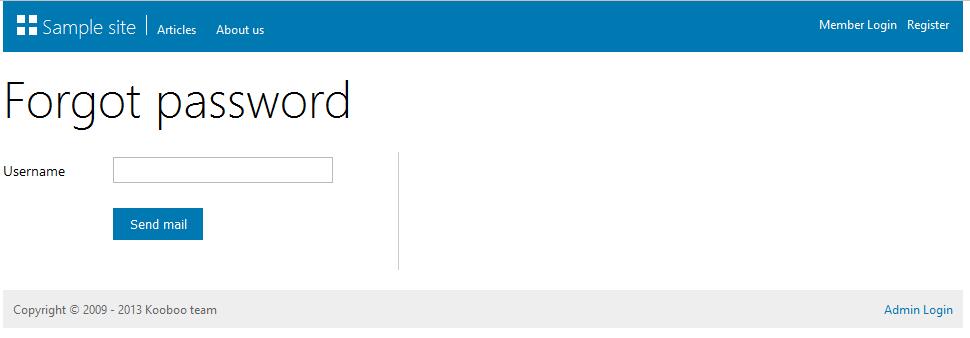 Sample site Articles About us Member Login Register
Forgot password
Username
Send mail
Copyright © 2009 - 2013 Kooboo team Admin Login